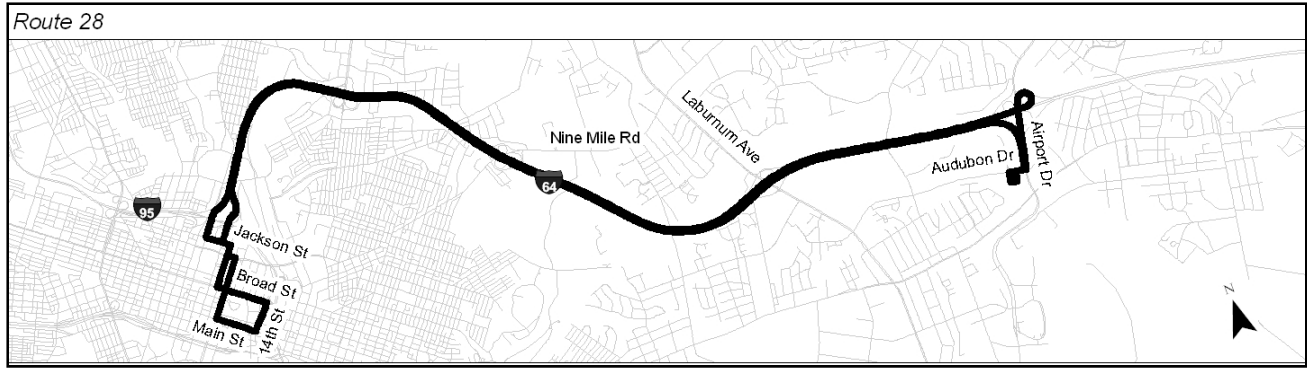 Route 28
Laburnum Ave
Nine Mile Rd
Airport Dr
Audubon Dr
64
95
Jackson St
Broad St
Main St
14th St
N